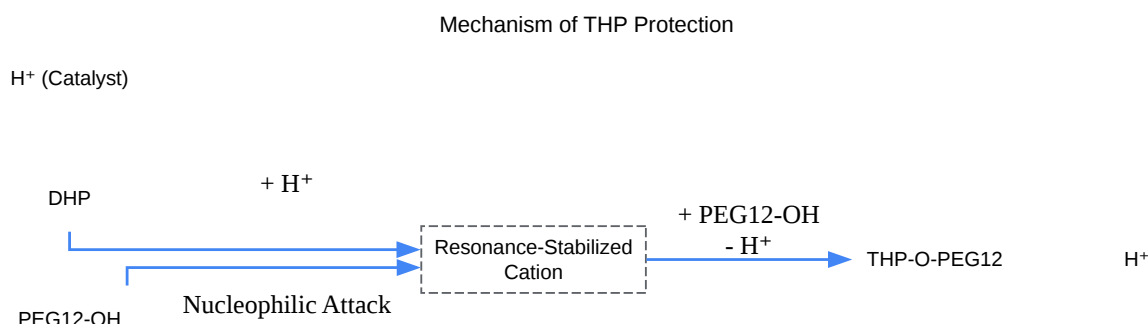 Mechanism of THP Protection
H⁺ (Catalyst)
+ H⁺
DHP
+ PEG12-OH
- H⁺
Resonance-Stabilized
Cation
THP-O-PEG12
H⁺
Nucleophilic Attack
PEG12-OH